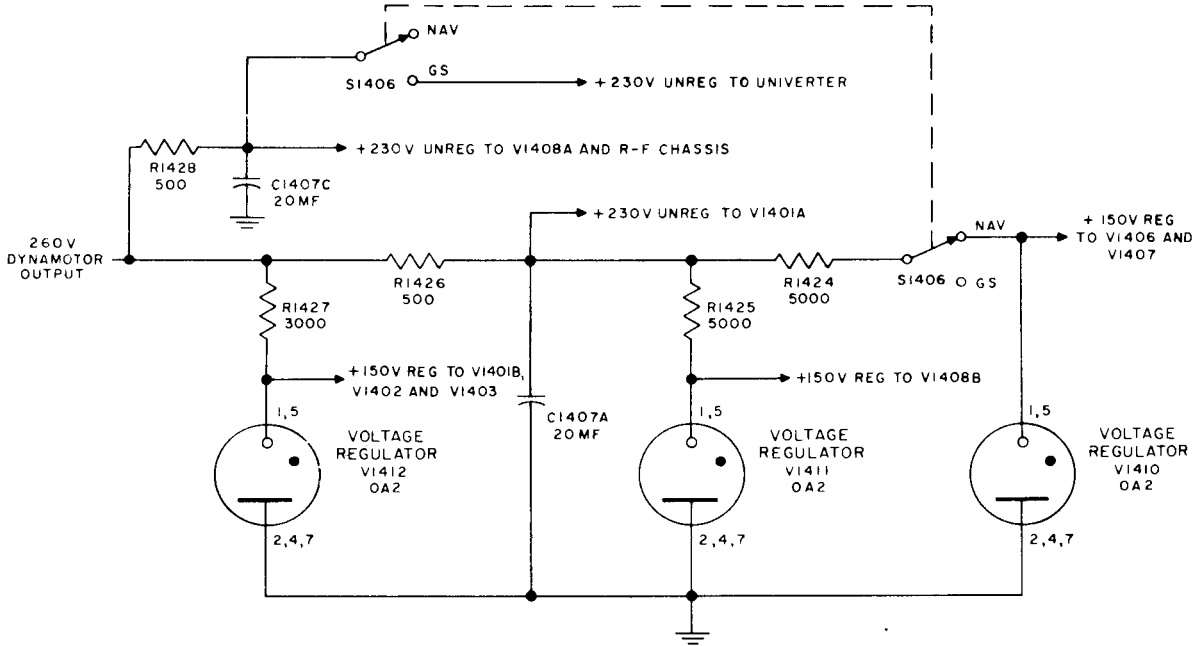 NAV
GS
S1406
+230V UNREG TO UNIVERTER
R1428
500
+230V UNREG TO V1408A AND R-F CHASSIS
C1407C
20MF
+230V UNREG TO V1401A
NAV
+ 150V REG
TO V1406 AND
V1407
260V
DYNAMOTOR
OUTPUT
R1426
500
R1424
5000
S1406
GS
R1427
3000
R1425
5000
+150V REG TO V1401B,
V1402 AND V1403
+150V REG TO V1408B
C1407A
20MF
1,5
VOLTAGE
REGULATOR
V1412
OA2
2,4,7
1,5
VOLTAGE
REGULATOR
V1411
OA2
2,4,7
1,5
VOLTAGE
REGULATOR
V1410
OA2
2,4,7